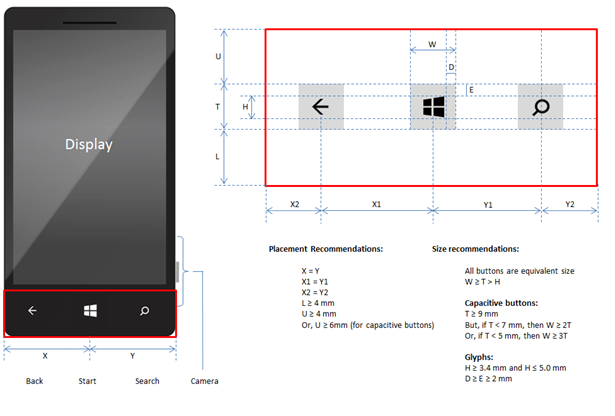 Display
X
Y
Back
Start
Search
Camera
W
D
U
E
T
H
L
X2
X1
Y1
Y2
Placement Recommendations:
X = Y
X1 = Y1
X2 = Y2
L ≥ 4 mm
U ≥ 4 mm
Or, U ≥ 6mm (for capacitive buttons)
Size recommendations:
All buttons are equivalent size
W ≥ T > H
Capacitive buttons:
T ≥ 9 mm
But, if T < 7 mm, then W ≥ 2T
Or, if T < 5 mm, then W ≥ 3T
Glyphs:
H ≥ 3.4 mm and H ≤ 5.0 mm
D ≥ E ≥ 2 mm